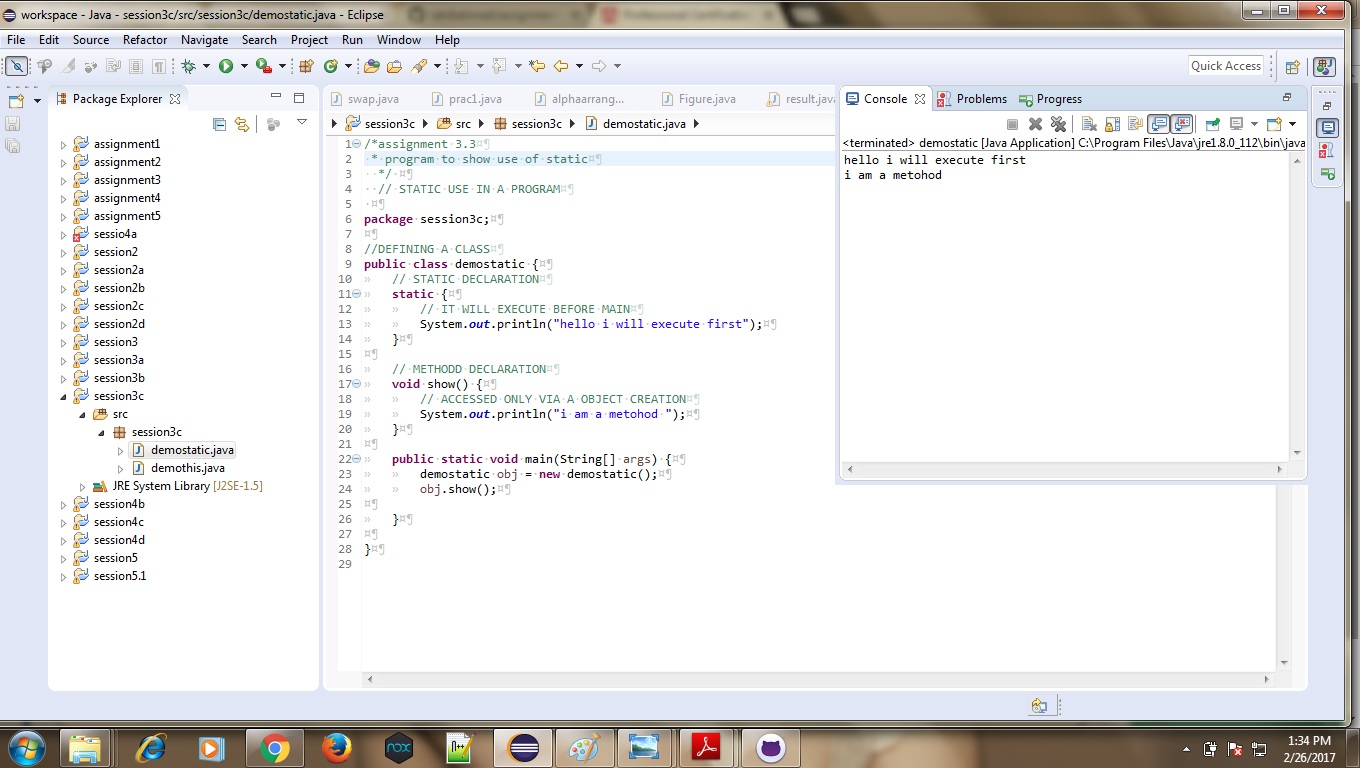 workspace - Java - session3c/src/session3c/demostatic.java - Eclipse
File Edit Source Refactor Navigate Search Project Run Window Help
Quick Access
Package Explorer
assignment1
assignment2
assignment3
assignment4
assignment5
sessio4a
session2
session2a
session2b
session2c
session2d
session3
session3a
session3b
session3c
src
session3c
demostatic.java
demothis.java
JRE System Library [J2SE-1.5]
session4b
session4c
session4d
session5
session5.1
swap.java prac1.java alphaarrang... Figure.java result.java
session3c src session3c demostatic.java
1 /*assignment 3.3
2 * program to show use of static
3 */
4 // STATIC USE IN A PROGRAM
5
6 package session3c;
7
8 //DEFINING A CLASS
9 public class demostatic {
10 // STATIC DECLARATION
11 static {
12 // IT WILL EXECUTE BEFORE MAIN
13 System.out.println("hello i will execute first");
14 }
15
16 // METHODD DECLARATION
17 void show() {
18 // ACCESSED ONLY VIA A OBJECT CREATION
19 System.out.println("i am a metohod ");
20 }
21
22 public static void main(String[] args) {
23 demostatic obj = new demostatic();
24 obj.show();
25
26 }
27
28 }
29
Console Problems Progress
<terminated> demostatic [Java Application] C:\Program Files\Java\jre1.8.0_112\bin\java
hello i will execute first
i am a metohod
nox
1:34 PM
2/26/2017